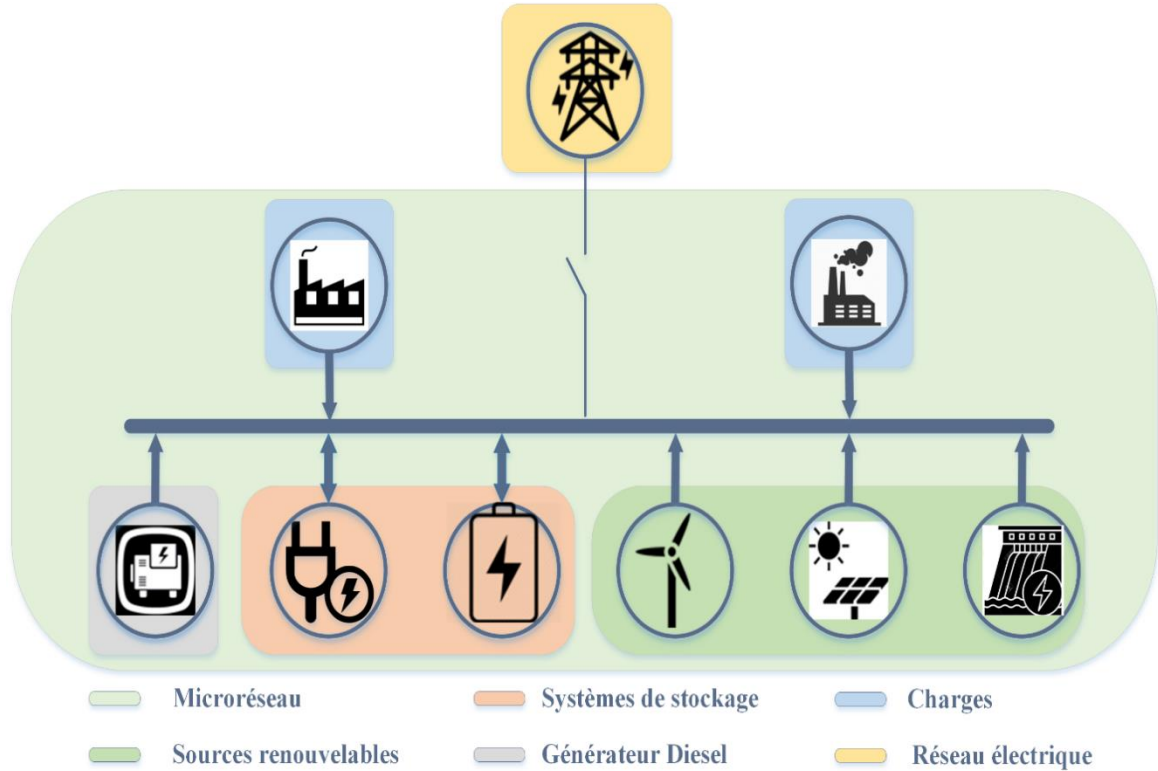 Microréseau
Systèmes de stockage
Charges
Sources renouvelables
Générateur Diesel
Réseau électrique